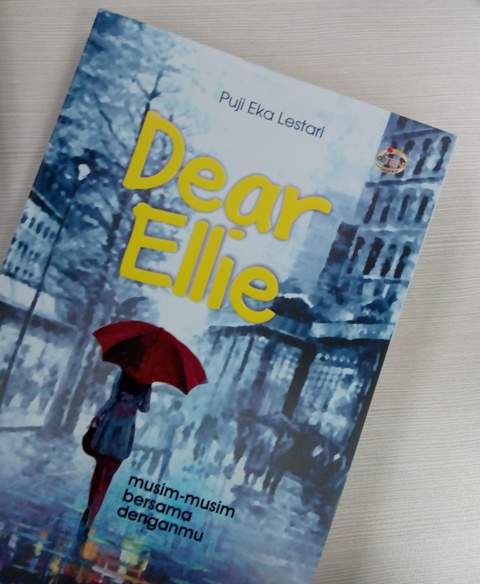 Puji Eka Lestari
Dear
Ellie
musim-musim
bersama
denganmu